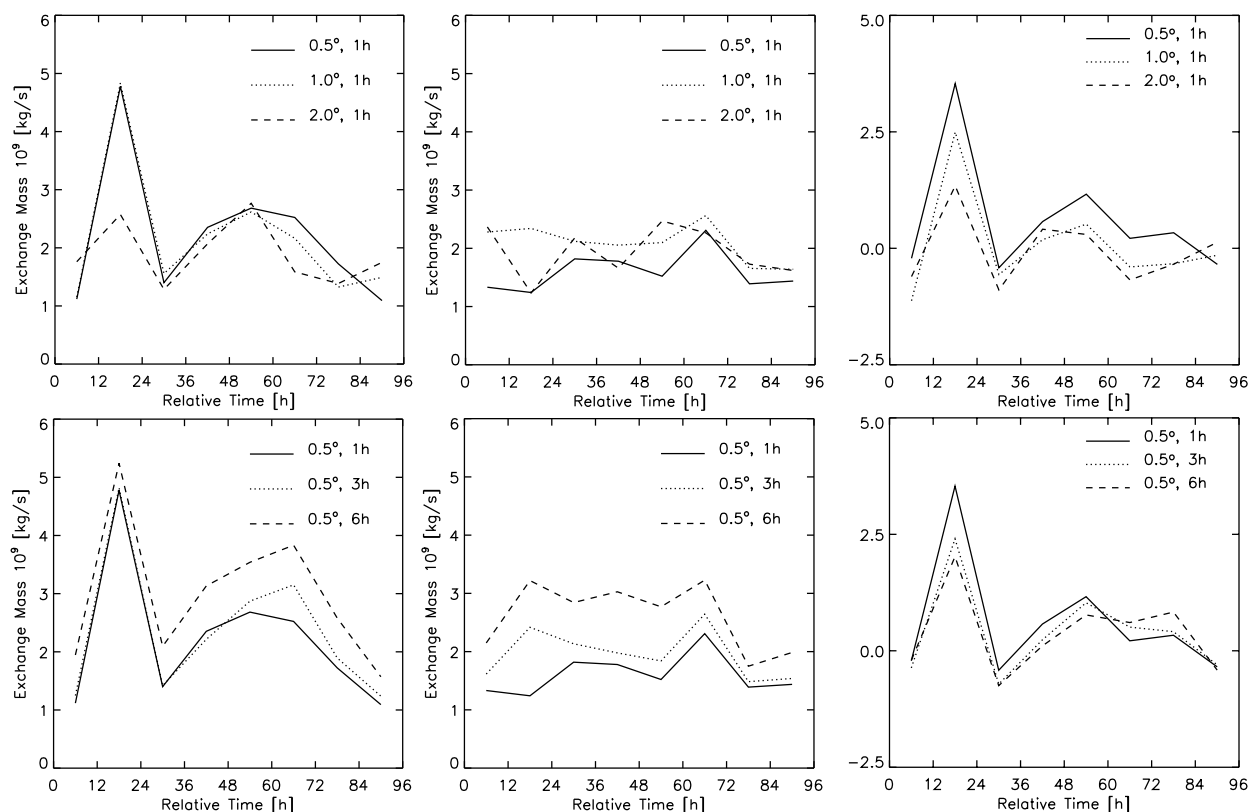 6
5
4
3
2
1
0
Exchange Mass 10⁹ [kg/s]
0.5°, 1h
1.0°, 1h
2.0°, 1h
0 12 24 36 48 60 72 84 96
Relative Time [h]
6
5
4
3
2
1
0
Exchange Mass 10⁹ [kg/s]
0.5°, 1h
1.0°, 1h
2.0°, 1h
0 12 24 36 48 60 72 84 96
Relative Time [h]
5.0
2.5
0.0
−2.5
0.5°, 1h
1.0°, 1h
2.0°, 1h
0 12 24 36 48 60 72 84 96
Relative Time [h]
6
5
4
3
2
1
0
Exchange Mass 10⁹ [kg/s]
0.5°, 1h
0.5°, 3h
0.5°, 6h
0 12 24 36 48 60 72 84 96
Relative Time [h]
6
5
4
3
2
1
0
Exchange Mass 10⁹ [kg/s]
0.5°, 1h
0.5°, 3h
0.5°, 6h
0 12 24 36 48 60 72 84 96
Relative Time [h]
5.0
2.5
0.0
−2.5
0.5°, 1h
0.5°, 3h
0.5°, 6h
0 12 24 36 48 60 72 84 96
Relative Time [h]